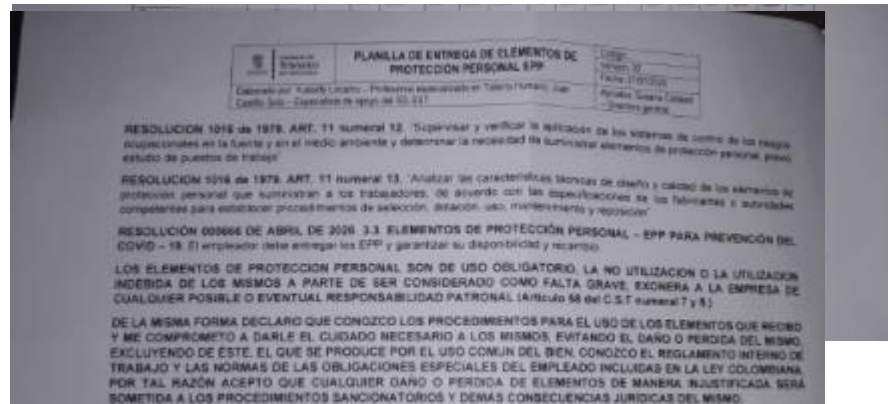 PLANILLA DE ENTREGA DE ELEMENTOS DE
PROTECCION PERSONAL EPP
RESOLUCION 1016 de 1979. ART. 11 numeral 12. "Supervisar y verificar la aplicación de los sistemas de control de los riesgos
ocupacionales en la fuente y en el medio ambiente y determinar la necesidad de suministrar elementos de protección personal, previo
estudio de puestos de trabajo"
RESOLUCION 1016 de 1979. ART. 11 numeral 13. "Analizar las características técnicas de diseño y calidad de los elementos de
protección personal que suministran a los trabajadores, de acuerdo con las especificaciones de los fabricantes o autoridades
competentes para establecer procedimientos de selección, dotación, uso, mantenimiento y reposición"
RESOLUCIÓN 000666 DE ABRIL DE 2020. 3.3. ELEMENTOS DE PROTECCIÓN PERSONAL – EPP PARA PREVENCIÓN DEL
COVID – 19. El empleador debe entregar los EPP y garantizar su disponibilidad y recambio.
LOS ELEMENTOS DE PROTECCION PERSONAL SON DE USO OBLIGATORIO, LA NO UTILIZACION O LA UTILIZACION
INDEBIDA DE LOS MISMOS A PARTE DE SER CONSIDERADO COMO FALTA GRAVE, EXONERA A LA EMPRESA DE
CUALQUIER POSIBLE O EVENTUAL RESPONSABILIDAD PATRONAL (Artículo 58 del C.S.T numeral 7 y 8.)
DE LA MISMA FORMA DECLARO QUE CONOZCO LOS PROCEDIMIENTOS PARA EL USO DE LOS ELEMENTOS QUE RECIBO
Y ME COMPROMETO A DARLE EL CUIDADO NECESARIO A LOS MISMOS, EVITANDO EL DAÑO O PERDIDA DEL MISMO,
EXCLUYENDO DE ÉSTE, EL QUE SE PRODUCE POR EL USO COMUN DEL BIEN. CONOZCO EL REGLAMENTO INTERNO DE
TRABAJO Y LAS NORMAS DE LAS OBLIGACIONES ESPECIALES DEL EMPLEADO INCLUIDAS EN LA LEY COLOMBIANA
POR TAL RAZÓN ACEPTO QUE CUALQUIER DAÑO O PERDIDA DE ELEMENTOS DE MANERA INJUSTIFICADA SERÁ
SOMETIDA A LOS PROCEDIMIENTOS SANCIONATORIOS Y DEMAS CONSECUENCIAS JURÍDICAS DEL MISMO.